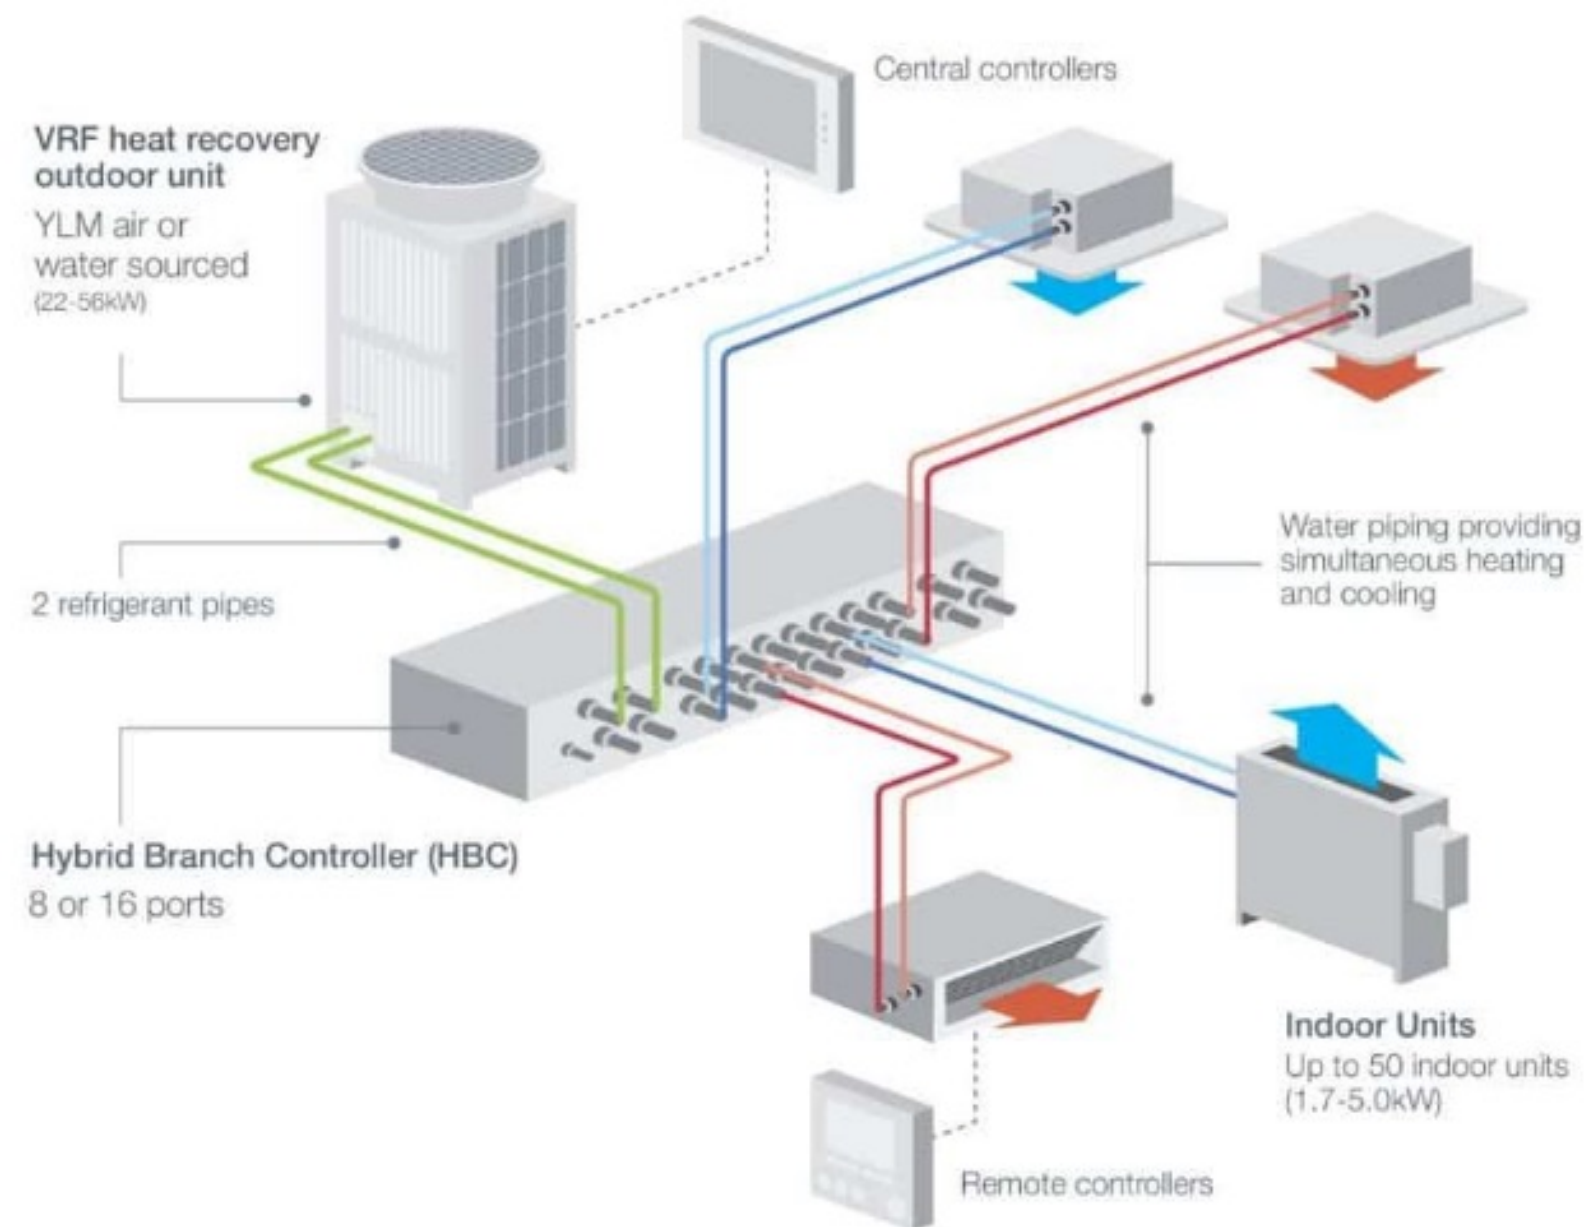 Central controllers
VRF heat recovery
outdoor unit
YLM air or
water sourced
(22-56kW)
Water piping providing
simultaneous heating
and cooling
2 refrigerant pipes
Hybrid Branch Controller (HBC)
8 or 16 ports
Indoor Units
Up to 50 indoor units
(1.7-5.0kW)
Remote controllers